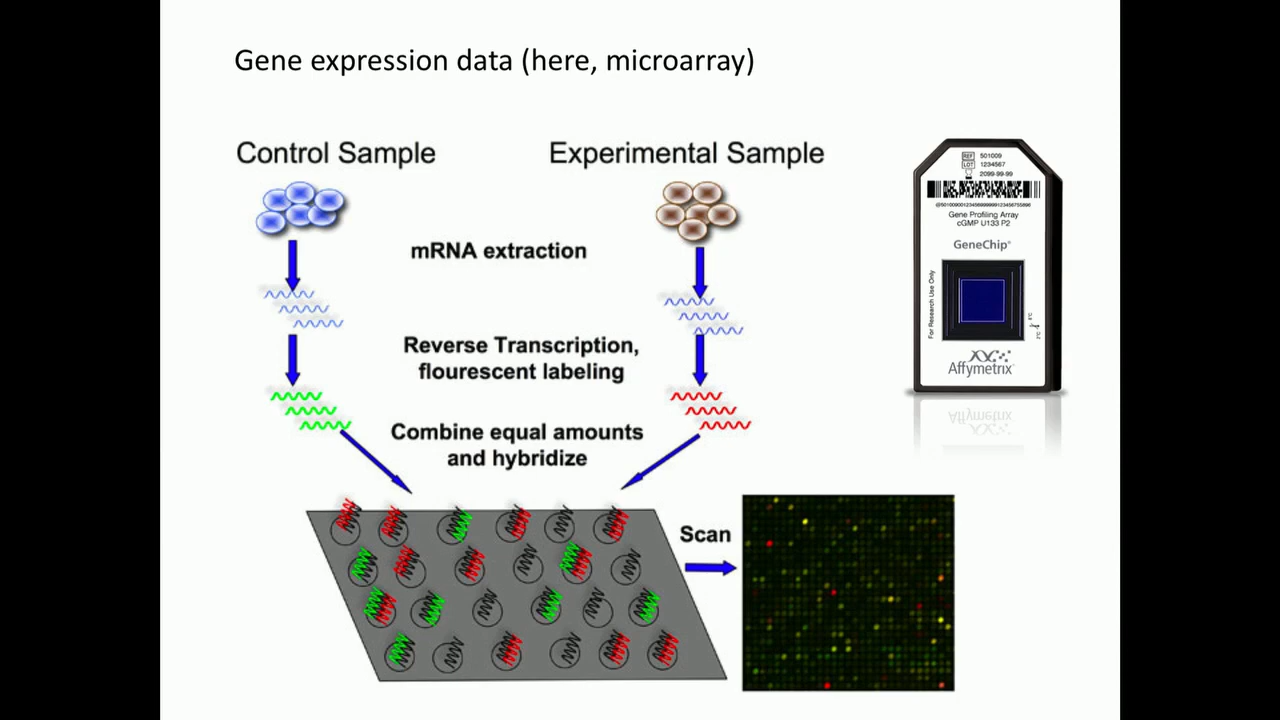 Gene expression data (here, microarray)
Control Sample
Experimental Sample
mRNA extraction
Reverse Transcription,
flourescent labeling
Combine equal amounts
and hybridize
Scan
REF 501009
LOT 1234567
2099-99-99
Gene Profiling Array
cGMP U133 P2
GeneChip®
For Research Use Only
Affymetrix